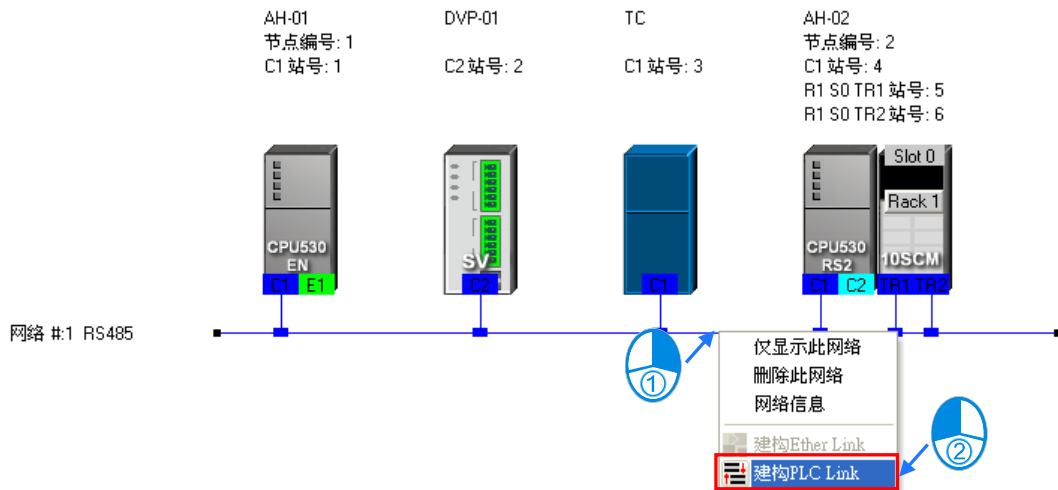 AH-01
节点编号: 1
C1 站号: 1
DVP-01
C2 站号: 2
TC
C1 站号: 3
AH-02
节点编号: 2
C1 站号: 4
R1 S0 TR1 站号: 5
R1 S0 TR2 站号: 6
CPU530
EN
C1 E1
SV
C2
C1
CPU530
RS2
C1 C2
Slot 0
Rack 1
10SCM
TR1 TR2
网络 #:1 RS485
①
仅显示此网络
删除此网络
网络信息
建构Ether Link
建构PLC Link
②